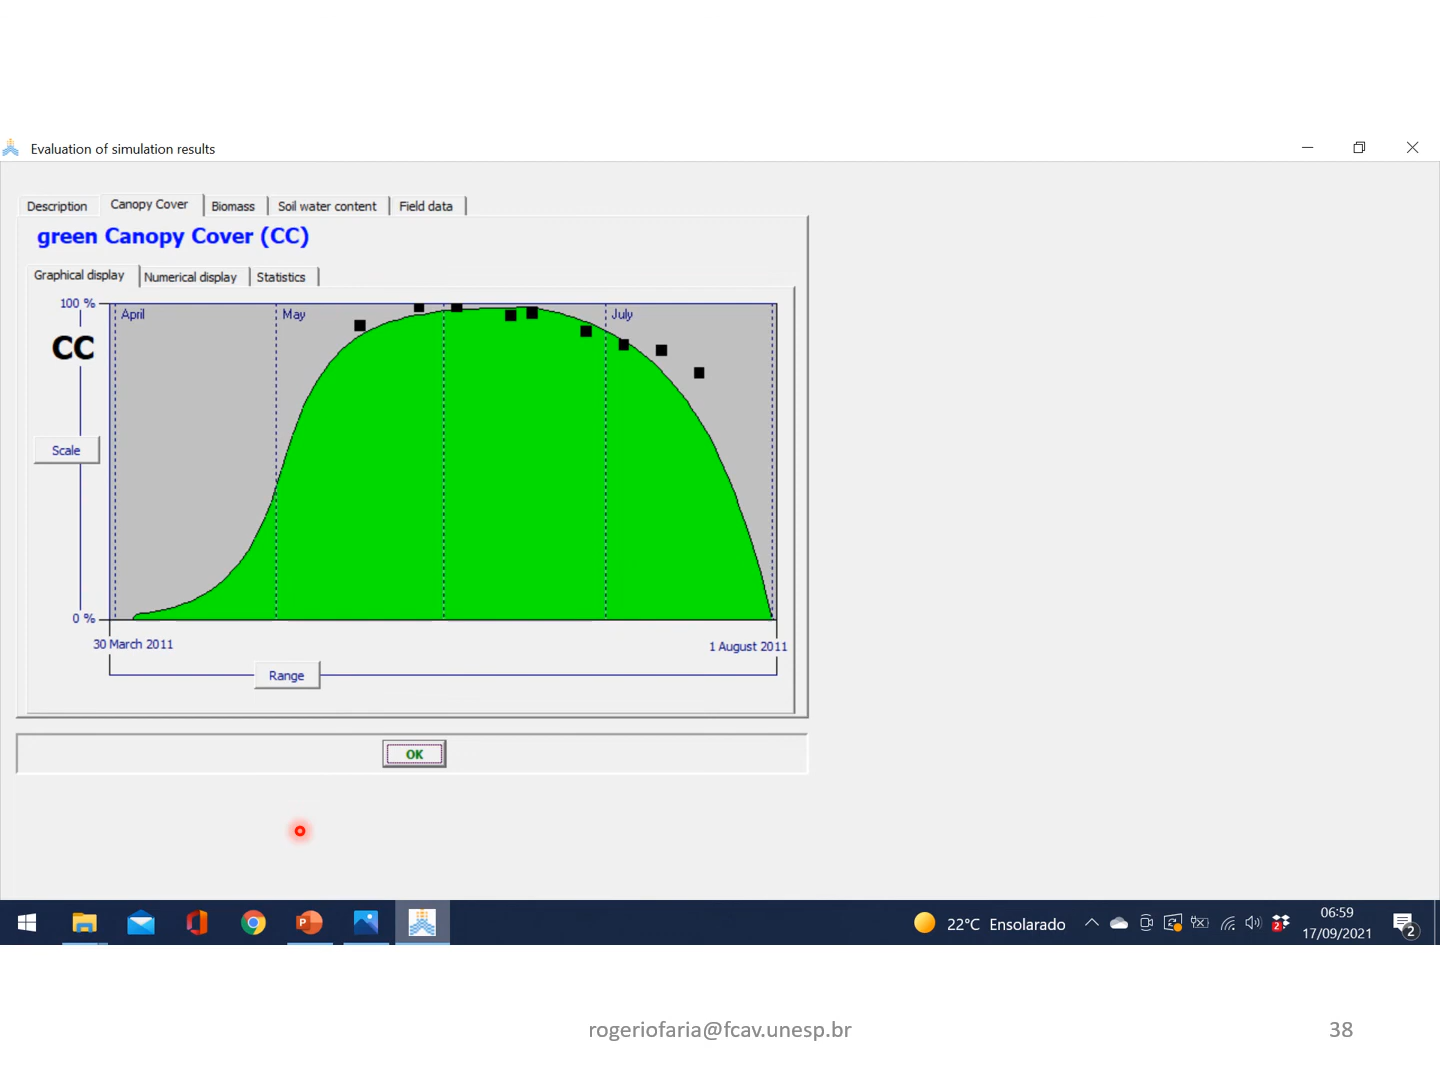 Evaluation of simulation results
Description Canopy Cover Biomass Soil water content Field data
green Canopy Cover (CC)
Graphical display Numerical display Statistics
100 %
April May July
CC
Scale
0 %
30 March 2011 1 August 2011
Range
OK
P
22°C Ensolarado
2
06:59
17/09/2021
2
rogeriofaria@fcav.unesp.br
38